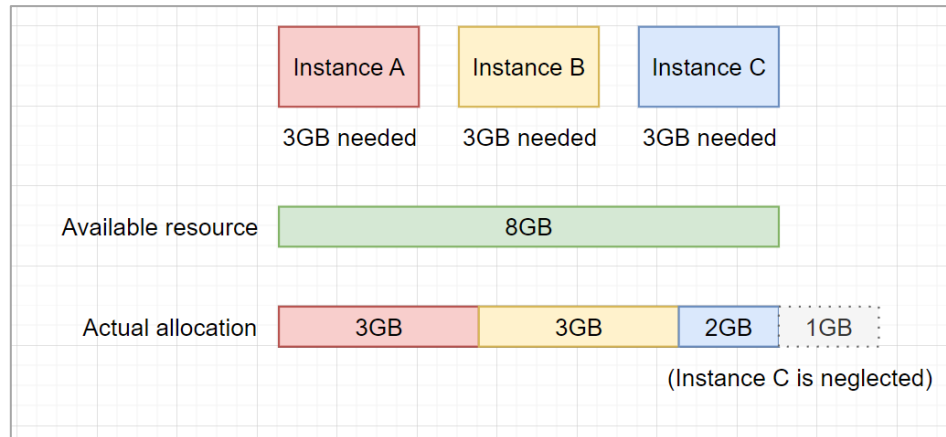 Instance A
Instance B
Instance C
3GB needed
3GB needed
3GB needed
Available resource
8GB
Actual allocation
3GB
3GB
2GB
1GB
(Instance C is neglected)